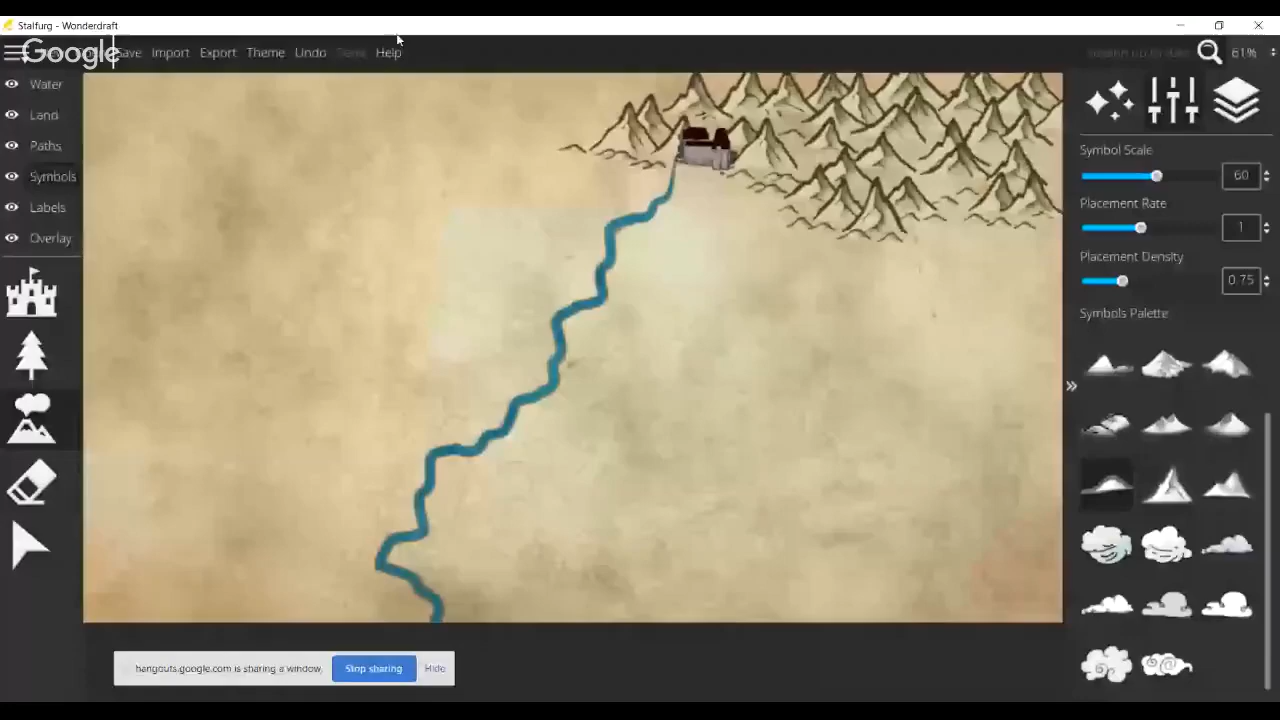 Stalfurg - Wonderdraft
Google
Save Import Export Theme Undo Help
61%
Water
Land
Paths
Symbols
Labels
Overlay
Symbol Scale
60
Placement Rate
1
Placement Density
0.75
Symbols Palette
hangouts.google.com is sharing a window. Stop sharing Hide